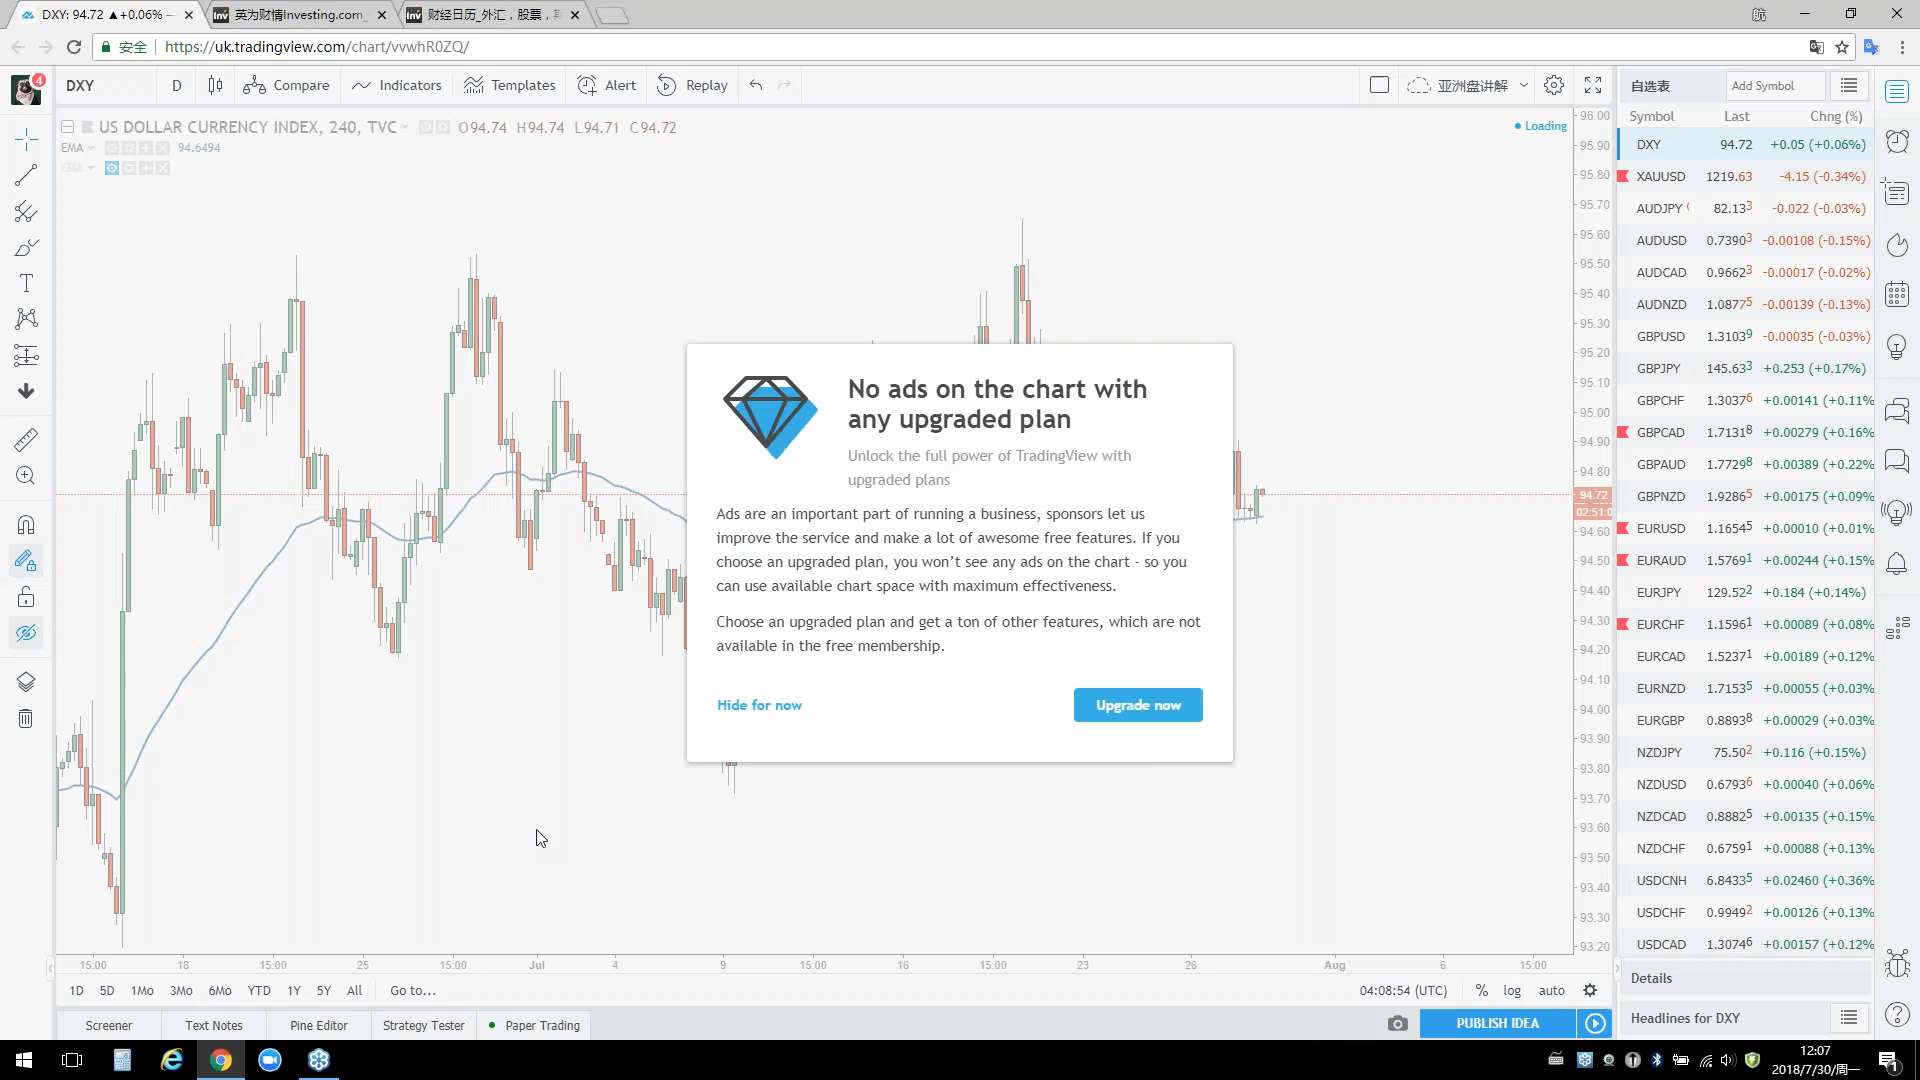 DXY: 94.72 ▲+0.06% —
英为财情Investing.com_
财经日历_外汇，股票，
航
安全
https://uk.tradingview.com/chart/vvwhR0ZQ/
4
DXY
D
Compare
Indicators
Templates
Alert
Replay
亚洲盘讲解
US DOLLAR CURRENCY INDEX, 240, TVC
O94.74 H94.74 L94.71 C94.72
Loading
EMA
94.6494
EMA
No ads on the chart with
any upgraded plan
Unlock the full power of TradingView with
upgraded plans
Ads are an important part of running a business, sponsors let us
improve the service and make a lot of awesome free features. If you
choose an upgraded plan, you won’t see any ads on the chart - so you
can use available chart space with maximum effectiveness.
Choose an upgraded plan and get a ton of other features, which are not
available in the free membership.
Hide for now
Upgrade now
96.00
95.90
95.80
95.70
95.60
95.50
95.40
95.30
95.20
95.10
95.00
94.90
94.80
94.72
02:51:0
94.60
94.50
94.40
94.30
94.20
94.10
94.00
93.90
93.80
93.70
93.60
93.50
93.40
93.30
93.20
15:00 18 15:00 25 15:00 Jul 4 9 15:00 16 15:00 23 26 Aug 6 15:00
1D 5D 1Mo 3Mo 6Mo YTD 1Y 5Y All Go to...
04:08:54 (UTC) % log auto
Screener Text Notes Pine Editor Strategy Tester Paper Trading
PUBLISH IDEA
自选表
Add Symbol
Symbol Last Chng (%)
DXY 94.72 +0.05 (+0.06%)
XAUUSD 1219.63 -4.15 (-0.34%)
AUDJPY 82.133 -0.022 (-0.03%)
AUDUSD 0.73903 -0.00108 (-0.15%)
AUDCAD 0.96623 -0.00017 (-0.02%)
AUDNZD 1.08775 -0.00139 (-0.13%)
GBPUSD 1.31039 -0.00035 (-0.03%)
GBPJPY 145.633 +0.253 (+0.17%)
GBPCHF 1.30376 +0.00141 (+0.11%
GBPCAD 1.71318 +0.00279 (+0.16%
GBPAUD 1.77298 +0.00389 (+0.22%
GBPNZD 1.92865 +0.00175 (+0.09%
EURUSD 1.16545 +0.00010 (+0.01%
EURAUD 1.57691 +0.00244 (+0.15%
EURJPY 129.522 +0.184 (+0.14%)
EURCHF 1.15961 +0.00089 (+0.08%
EURCAD 1.52371 +0.00189 (+0.12%
EURNZD 1.71535 +0.00055 (+0.03%
EURGBP 0.88938 +0.00029 (+0.03%
NZDJPY 75.502 +0.116 (+0.15%)
NZDUSD 0.67936 +0.00040 (+0.06%
NZDCAD 0.88825 +0.00135 (+0.15%
NZDCHF 0.67591 +0.00088 (+0.13%
USDCNH 6.84335 +0.02460 (+0.36%
USDCHF 0.99492 +0.00126 (+0.13%
USDCAD 1.30746 +0.00157 (+0.12%
Details
Headlines for DXY
12:07
2018/7/30/周一
1